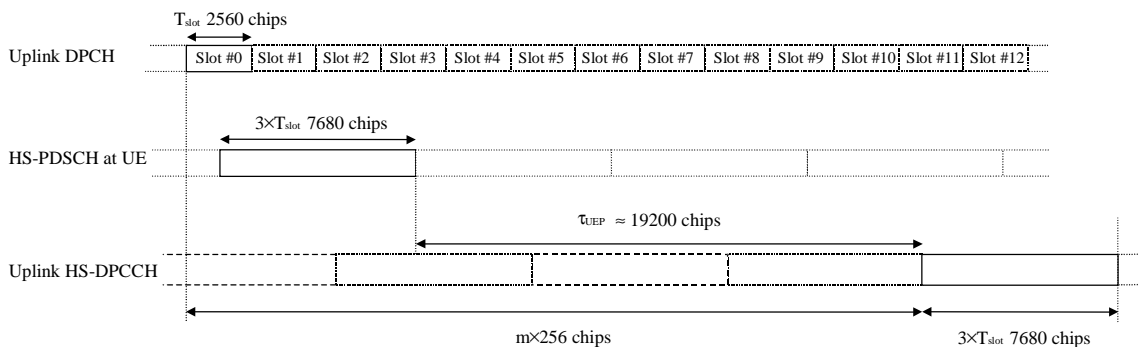 Tslot 2560 chips
Uplink DPCH Slot #0 Slot #1 Slot #2 Slot #3 Slot #4 Slot #5 Slot #6 Slot #7 Slot #8 Slot #9 Slot #10 Slot #11 Slot #12
3×Tslot 7680 chips
HS-PDSCH at UE
τUEP ≈ 19200 chips
Uplink HS-DPCCH
m×256 chips 3×Tslot 7680 chips